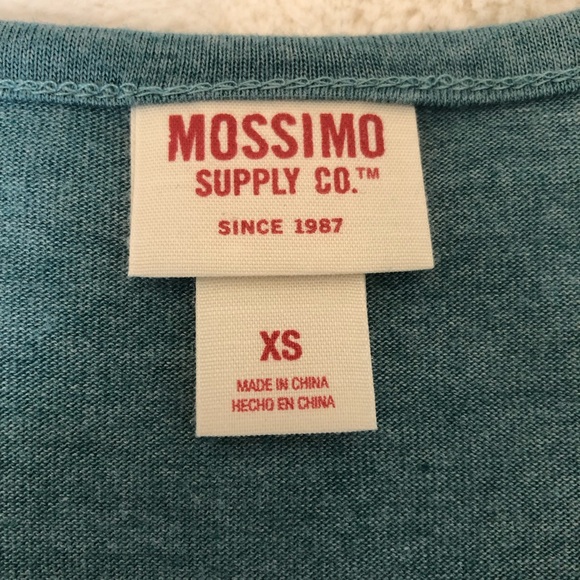 MOSSIMO
SUPPLY CO.™
SINCE 1987
XS
MADE IN CHINA
HECHO EN CHINA